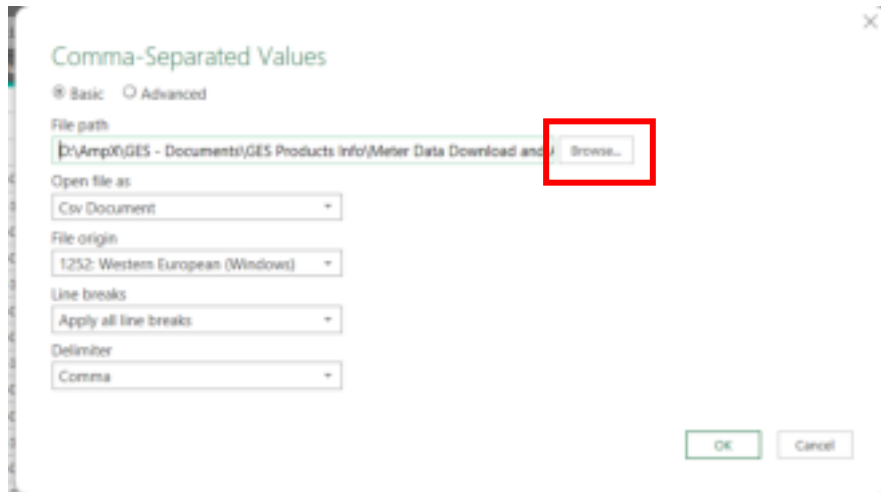 Comma-Separated Values
Basic Advanced
File path
D:\AmpX\GES - Documents\GES Products Info\Meter Data Download and A Browse...
Open file as
Csv Document
File origin
1252: Western European (Windows)
Line breaks
Apply all line breaks
Delimiter
Comma
OK Cancel